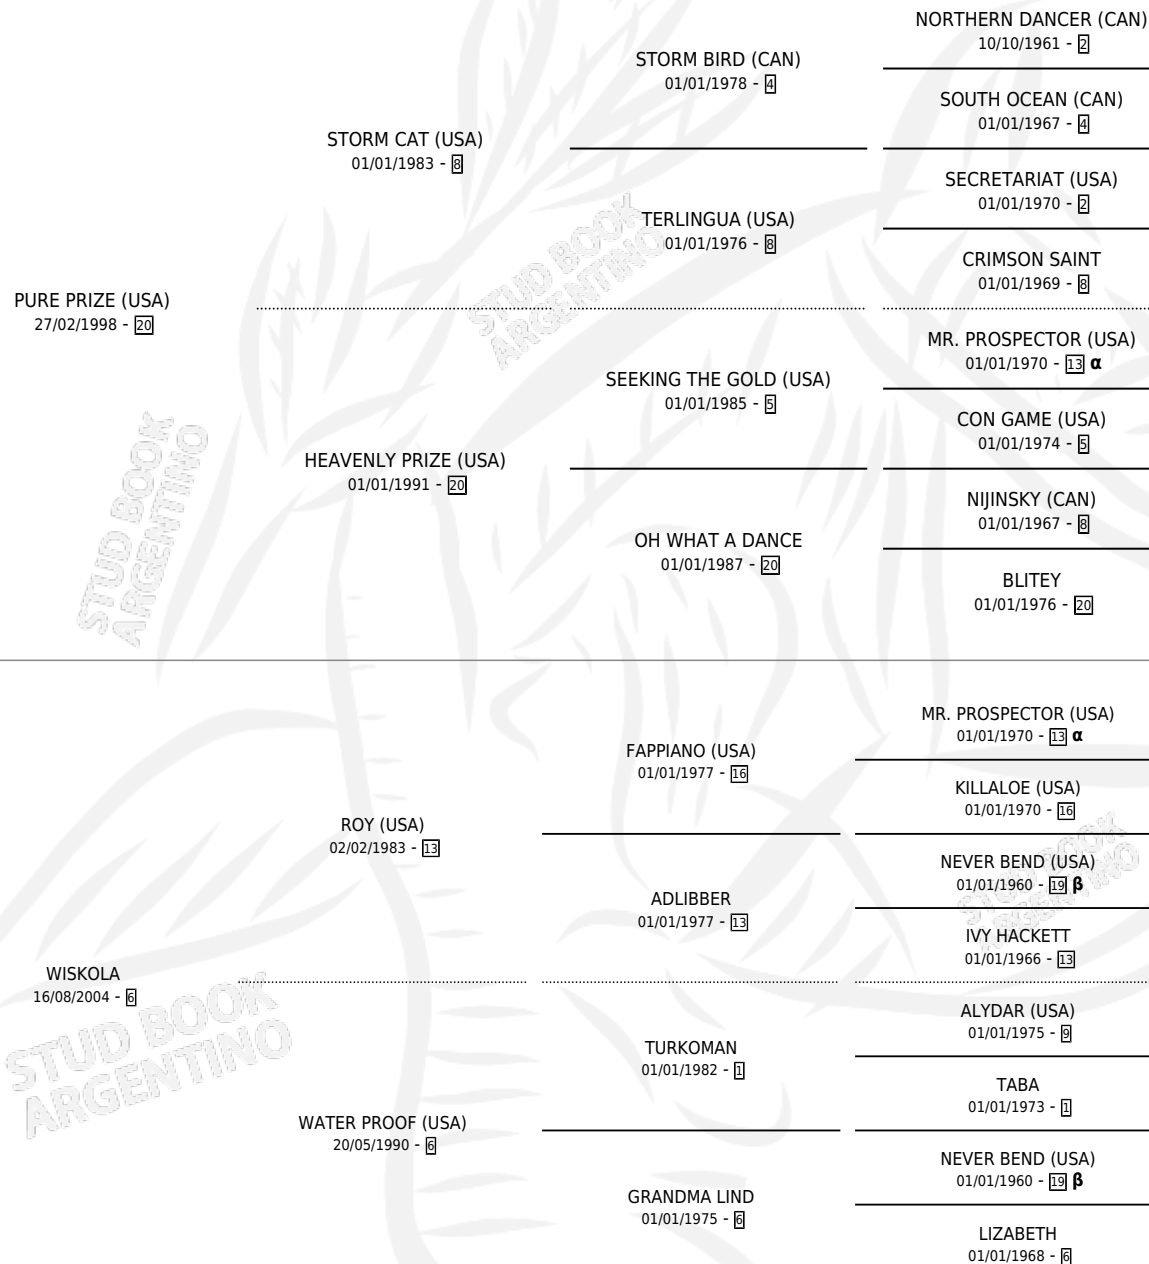 NORTHERN DANCER (CAN)
10/10/1961 - 2
STORM BIRD (CAN)
01/01/1978 - 4
SOUTH OCEAN (CAN)
01/01/1967 - 4
STORM CAT (USA)
01/01/1983 - 8
SECRETARIAT (USA)
01/01/1970 - 2
TERLINGUA (USA)
01/01/1976 - 8
CRIMSON SAINT
01/01/1969 - 8
PURE PRIZE (USA)
27/02/1998 - 20
MR. PROSPECTOR (USA)
01/01/1970 - 13 α
SEEKING THE GOLD (USA)
01/01/1985 - 5
CON GAME (USA)
01/01/1974 - 5
HEAVENLY PRIZE (USA)
01/01/1991 - 20
NIJINSKY (CAN)
01/01/1967 - 8
OH WHAT A DANCE
01/01/1987 - 20
BLITEY
01/01/1976 - 20
MR. PROSPECTOR (USA)
01/01/1970 - 13 α
FAPPIANO (USA)
01/01/1977 - 16
KILLALOE (USA)
01/01/1970 - 16
ROY (USA)
02/02/1983 - 13
NEVER BEND (USA)
01/01/1960 - 19 β
ADLIBBER
01/01/1977 - 13
IVY HACKETT
01/01/1966 - 13
WISKOLA
16/08/2004 - 6
ALYDAR (USA)
01/01/1975 - 9
TURKOMAN
01/01/1982 - 1
TABA
01/01/1973 - 1
WATER PROOF (USA)
20/05/1990 - 6
NEVER BEND (USA)
01/01/1960 - 19 β
GRANDMA LIND
01/01/1975 - 6
LIZABETH
01/01/1968 - 6
STUD BOOK
ARGENTINO
STUD BOOK
ARGENTINO
STUD BOOK
ARGENTINO
STUD BOOK
ARGENTINO